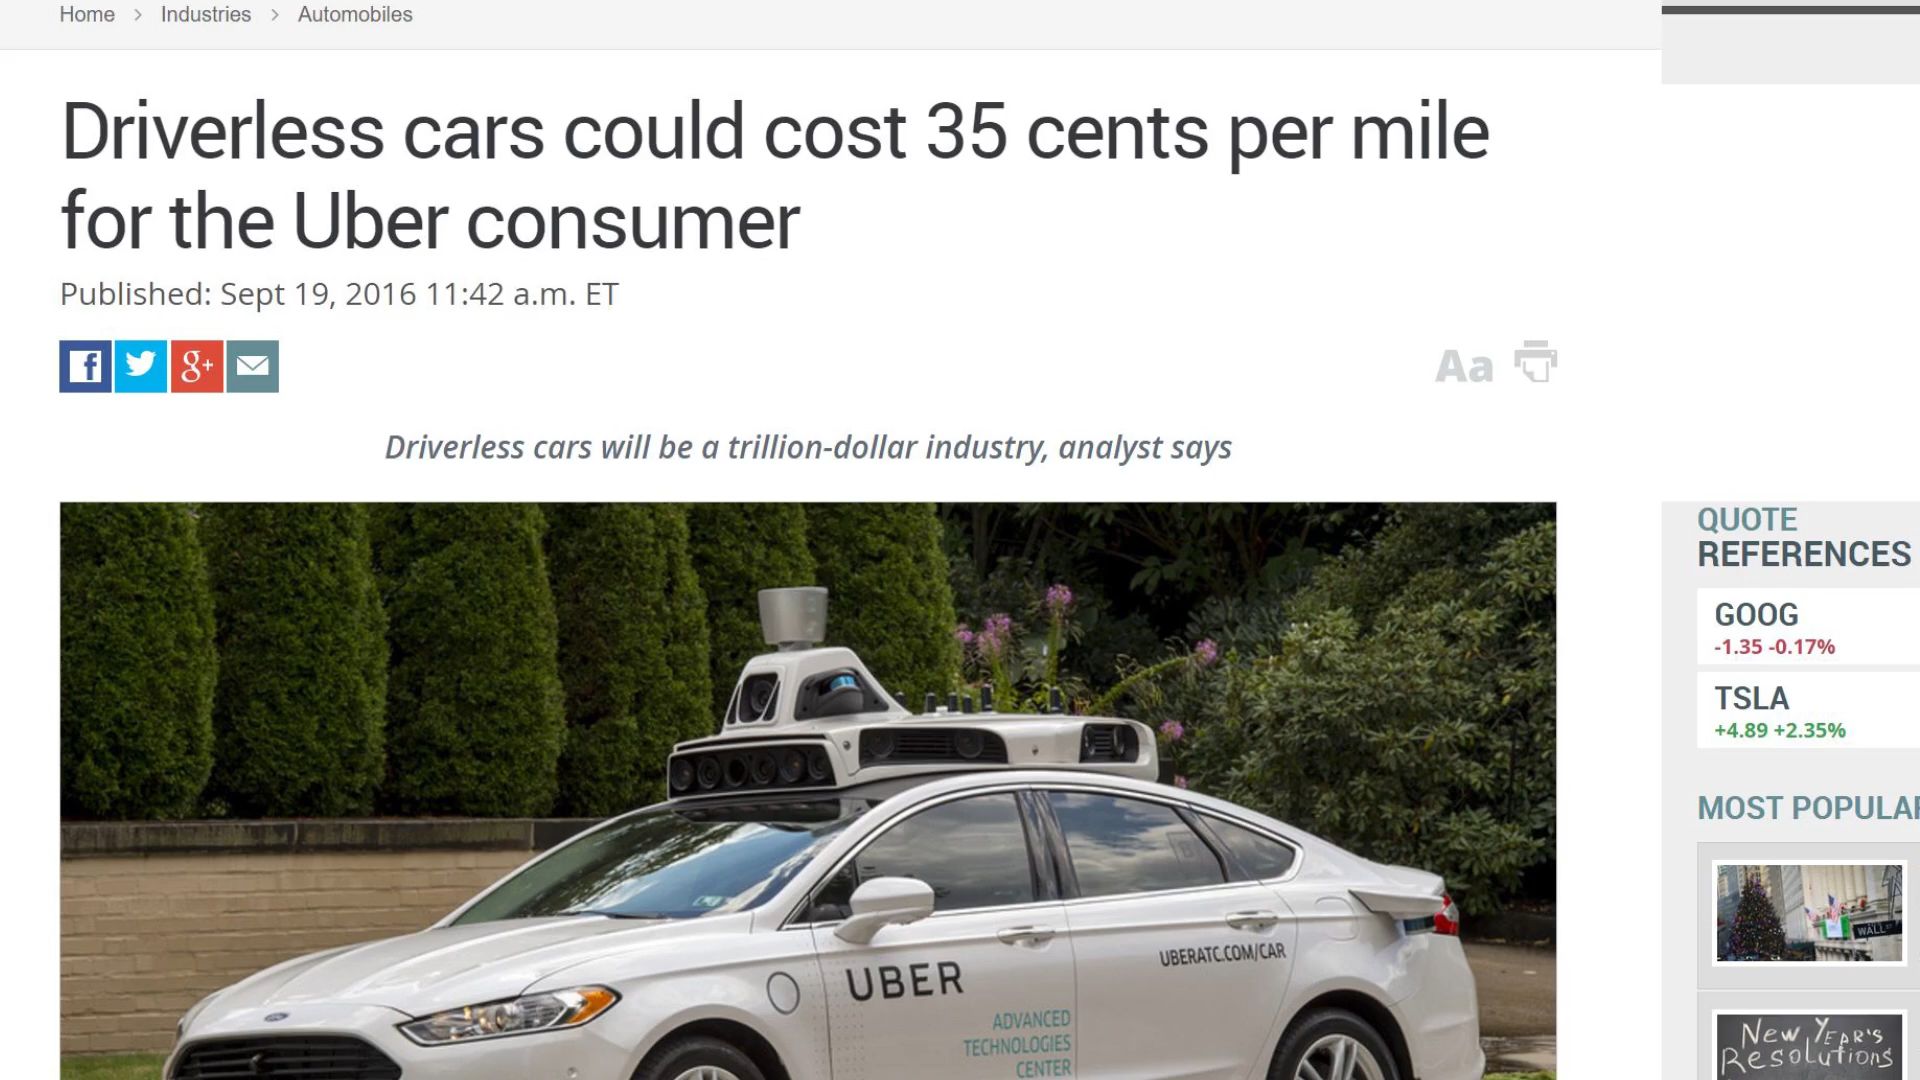 Home > Industries > Automobiles
Driverless cars could cost 35 cents per mile
for the Uber consumer
Published: Sept 19, 2016 11:42 a.m. ET
f g+
Aa
Driverless cars will be a trillion-dollar industry, analyst says
UBER
UBERATC.COM/CAR
ADVANCED
TECHNOLOGIES
CENTER
QUOTE
REFERENCES
GOOG
-1.35 -0.17%
TSLA
+4.89 +2.35%
MOST POPULAR
WALL ST
New Year's
Resolutions